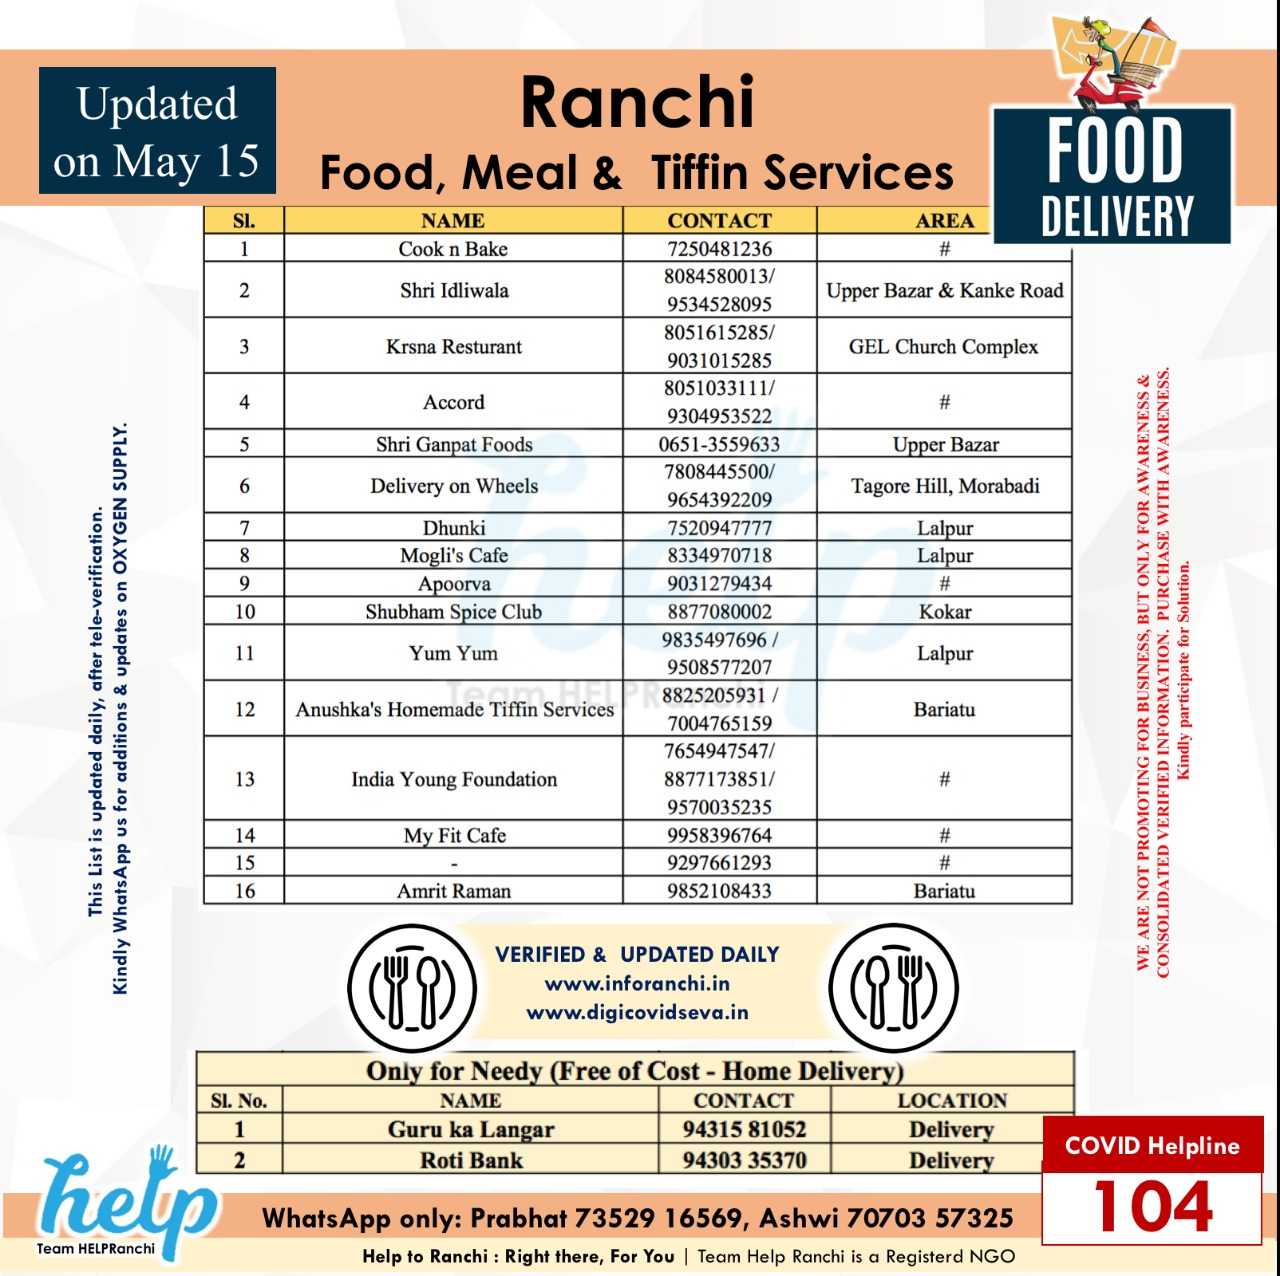 Updated
on May 15
Ranchi
Food, Meal & Tiffin Services
FOOD
DELIVERY
Sl. NAME CONTACT AREA
1 Cook n Bake 7250481236 #
2 Shri Idliwala 8084580013/ 9534528095 Upper Bazar & Kanke Road
3 Krsna Resturant 8051615285/ 9031015285 GEL Church Complex
4 Accord 8051033111/ 9304953522 #
5 Shri Ganpat Foods 0651-3559633 Upper Bazar
6 Delivery on Wheels 7808445500/ 9654392209 Tagore Hill, Morabadi
7 Dhunki 7520947777 Lalpur
8 Mogli's Cafe 8334970718 Lalpur
9 Apoorva 9031279434 #
10 Shubham Spice Club 8877080002 Kokar
11 Yum Yum 9835497696 / 9508577207 Lalpur
12 Anushka's Homemade Tiffin Services 8825205931 / 7004765159 Bariatu
13 India Young Foundation 7654947547/ 8877173851/ 9570035235 #
14 My Fit Cafe 9958396764 #
15 - 9297661293 #
16 Amrit Raman 9852108433 Bariatu
help
Team HELPRanchi
This List is updated daily, after tele-verification.
Kindly WhatsApp us for additions & updates on OXYGEN SUPPLY.
WE ARE NOT PROMOTING FOR BUSINESS, BUT ONLY FOR AWARENESS &
CONSOLIDATED VERIFIED INFORMATION. PURCHASE WITH AWARENESS.
Kindly participate for Solution.
VERIFIED & UPDATED DAILY
www.inforanchi.in
www.digicovidseva.in
Only for Needy (Free of Cost - Home Delivery)
Sl. No. NAME CONTACT LOCATION
1 Guru ka Langar 94315 81052 Delivery
2 Roti Bank 94303 35370 Delivery
COVID Helpline
104
help
Team HELPRanchi
WhatsApp only: Prabhat 73529 16569, Ashwi 70703 57325
Help to Ranchi : Right there, For You | Team Help Ranchi is a Registerd NGO